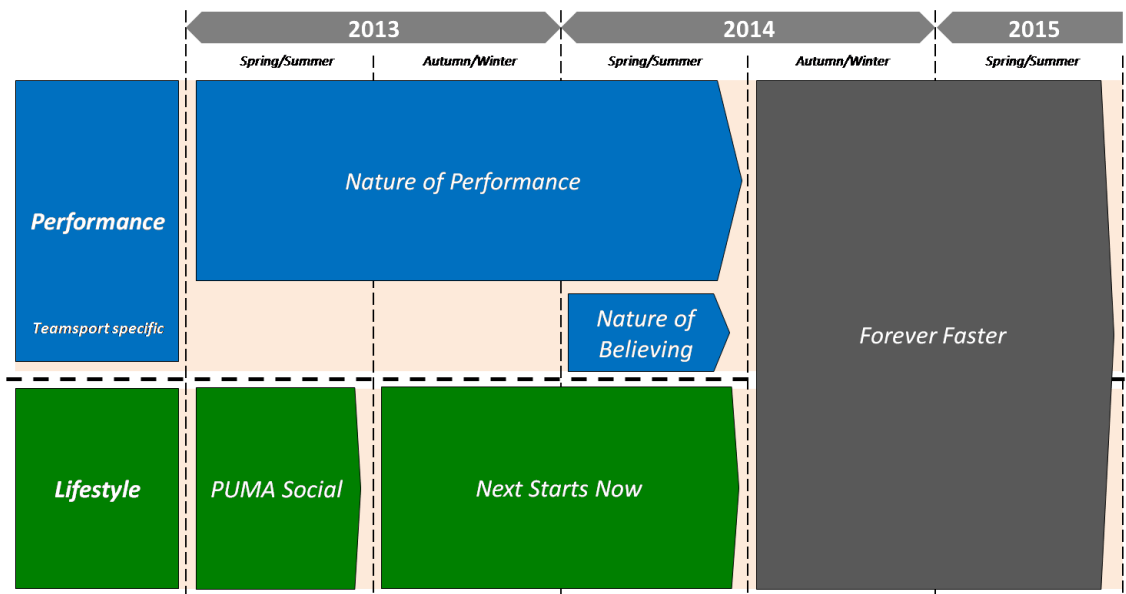 2013
2014
2015
Spring/Summer
Autumn/Winter
Spring/Summer
Autumn/Winter
Spring/Summer
Performance
Teamsport specific
Nature of Performance
Nature of
Believing
Forever Faster
Lifestyle
PUMA Social
Next Starts Now